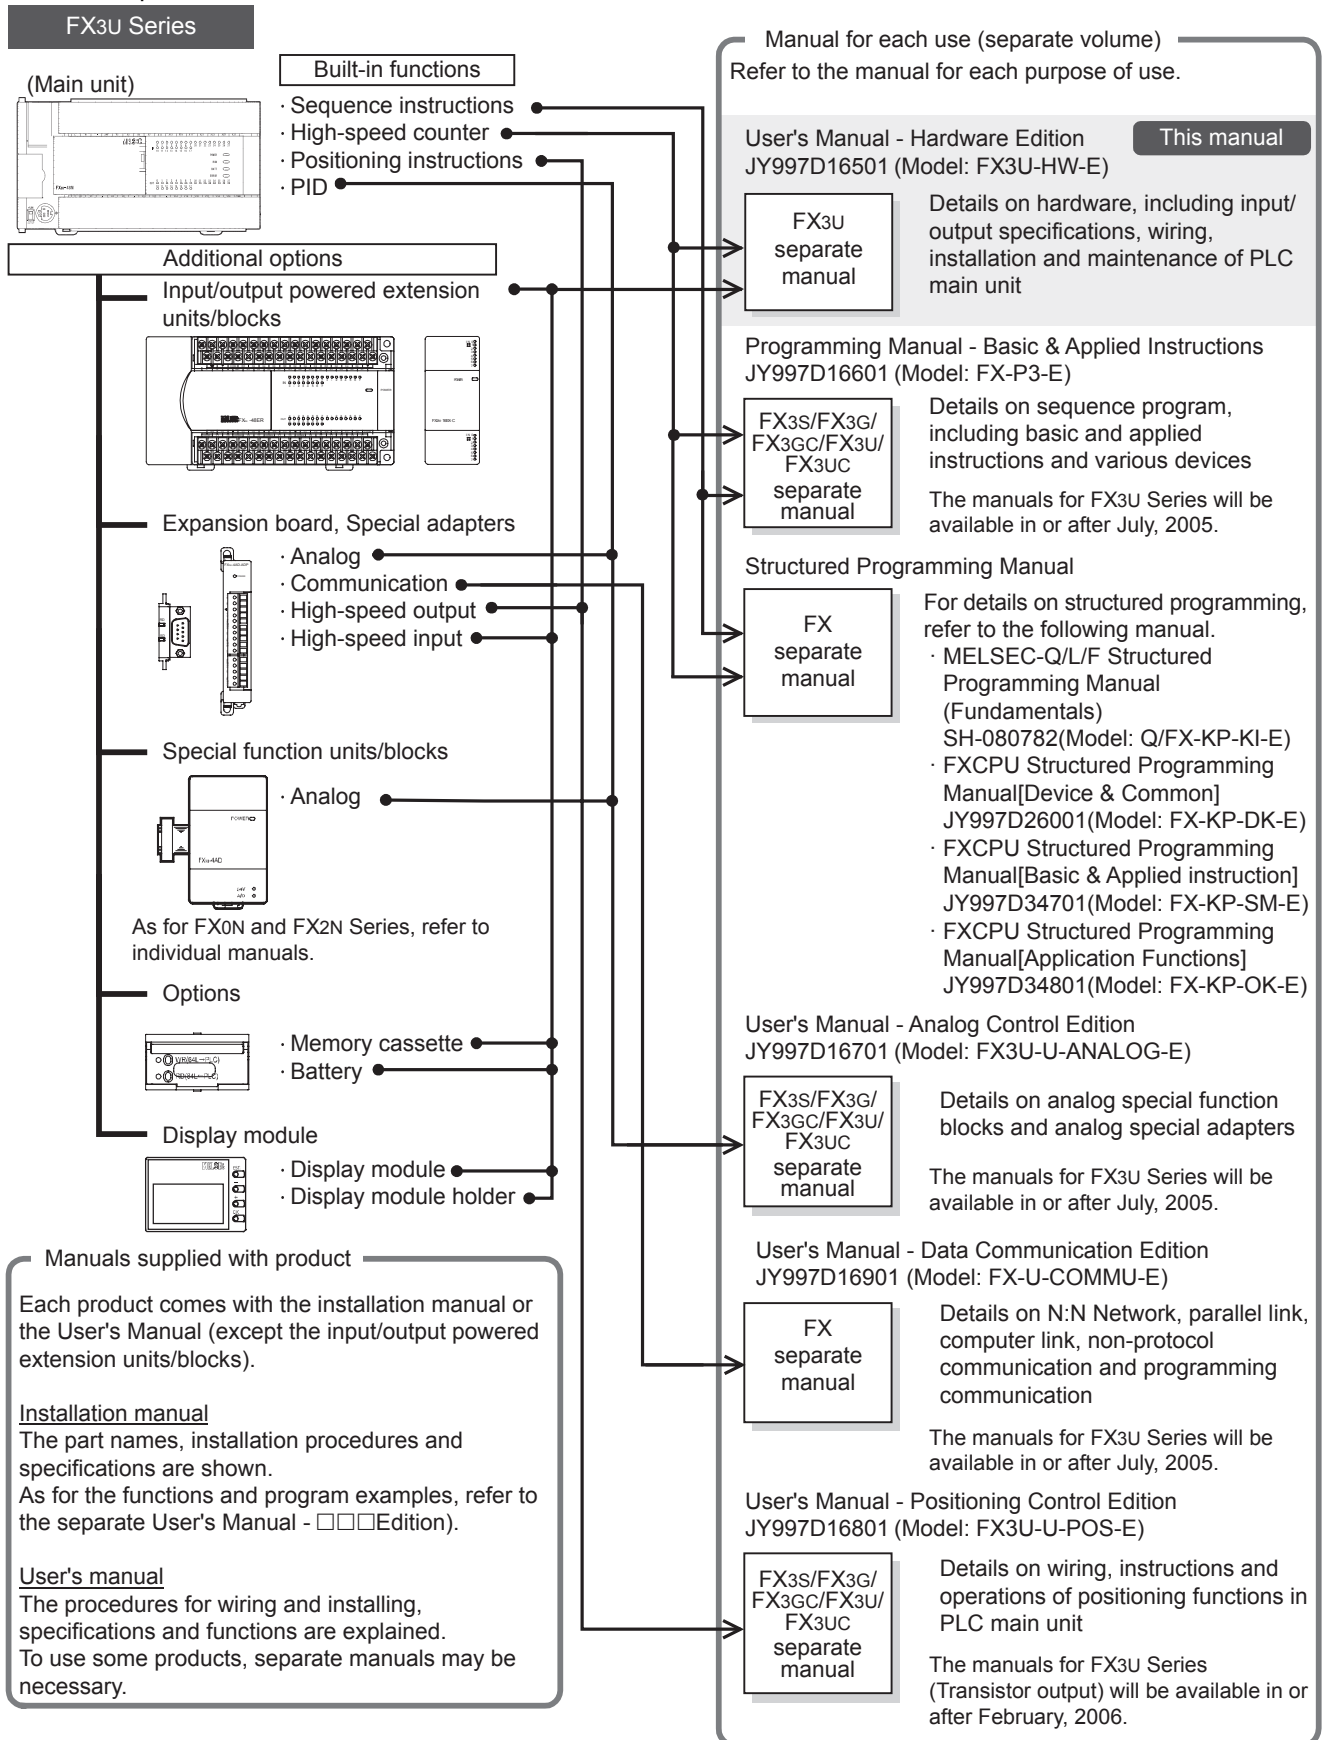 FX3U Series
(Main unit)
Built-in functions
· Sequence instructions
· High-speed counter
· Positioning instructions
· PID
Additional options
Input/output powered extension
units/blocks
Expansion board, Special adapters
· Analog
· Communication
· High-speed output
· High-speed input
Special function units/blocks
· Analog
POWER
As for FX0N and FX2N Series, refer to
individual manuals.
Options
· Memory cassette
· Battery
Display module
· Display module
· Display module holder
Manuals supplied with product
Each product comes with the installation manual or
the User's Manual (except the input/output powered
extension units/blocks).
Installation manual
The part names, installation procedures and
specifications are shown.
As for the functions and program examples, refer to
the separate User's Manual - □□□Edition).
User's manual
The procedures for wiring and installing,
specifications and functions are explained.
To use some products, separate manuals may be
necessary.
Manual for each use (separate volume)
Refer to the manual for each purpose of use.
User's Manual - Hardware Edition
This manual
JY997D16501 (Model: FX3U-HW-E)
FX3U
separate
manual
Details on hardware, including input/
output specifications, wiring,
installation and maintenance of PLC
main unit
Programming Manual - Basic & Applied Instructions
JY997D16601 (Model: FX-P3-E)
FX3S/FX3G/
FX3GC/FX3U/
FX3UC
separate
manual
Details on sequence program,
including basic and applied
instructions and various devices
The manuals for FX3U Series will be
available in or after July, 2005.
Structured Programming Manual
FX
separate
manual
For details on structured programming,
refer to the following manual.
· MELSEC-Q/L/F Structured
Programming Manual
(Fundamentals)
SH-080782(Model: Q/FX-KP-KI-E)
· FXCPU Structured Programming
Manual[Device & Common]
JY997D26001(Model: FX-KP-DK-E)
· FXCPU Structured Programming
Manual[Basic & Applied instruction]
JY997D34701(Model: FX-KP-SM-E)
· FXCPU Structured Programming
Manual[Application Functions]
JY997D34801(Model: FX-KP-OK-E)
User's Manual - Analog Control Edition
JY997D16701 (Model: FX3U-U-ANALOG-E)
FX3S/FX3G/
FX3GC/FX3U/
FX3UC
separate
manual
Details on analog special function
blocks and analog special adapters
The manuals for FX3U Series will be
available in or after July, 2005.
User's Manual - Data Communication Edition
JY997D16901 (Model: FX-U-COMMU-E)
FX
separate
manual
Details on N:N Network, parallel link,
computer link, non-protocol
communication and programming
communication
The manuals for FX3U Series will be
available in or after July, 2005.
User's Manual - Positioning Control Edition
JY997D16801 (Model: FX3U-U-POS-E)
FX3S/FX3G/
FX3GC/FX3U/
FX3UC
separate
manual
Details on wiring, instructions and
operations of positioning functions in
PLC main unit
The manuals for FX3U Series
(Transistor output) will be available in or
after February, 2006.